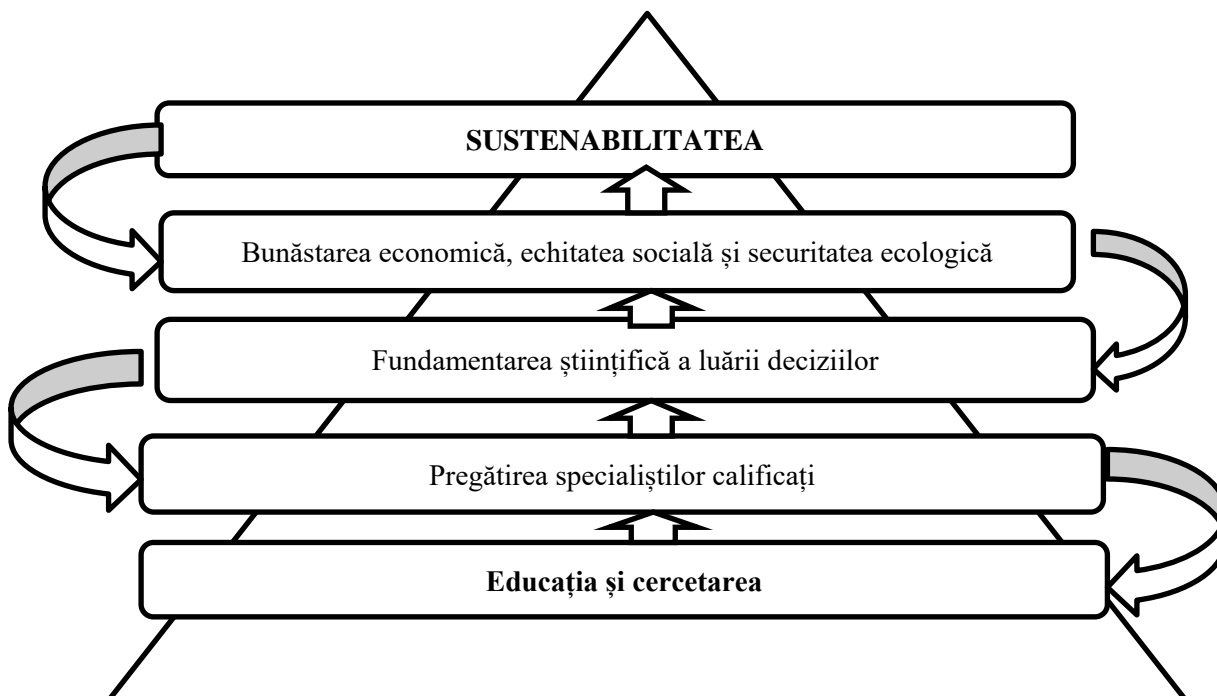 SUSTENABILITATEA
Bunăstarea economică, echitatea socială și securitatea ecologică
Fundamentarea științifică a luării deciziilor
Pregătirea specialiștilor calificați
Educația și cercetarea